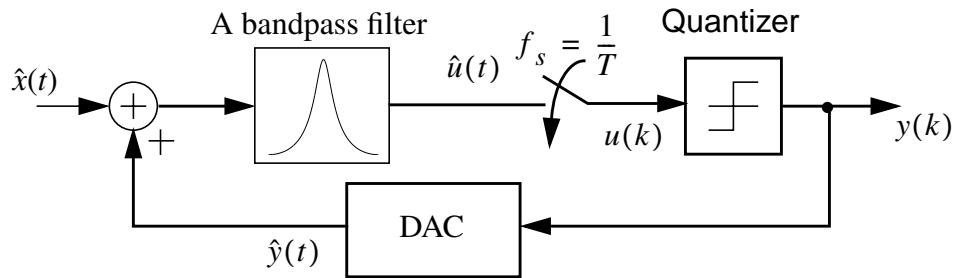 A bandpass filter
Quantizer
x̂(t)
+
+
û(t)
f_s = 1/T
u(k)
y(k)
DAC
ŷ(t)